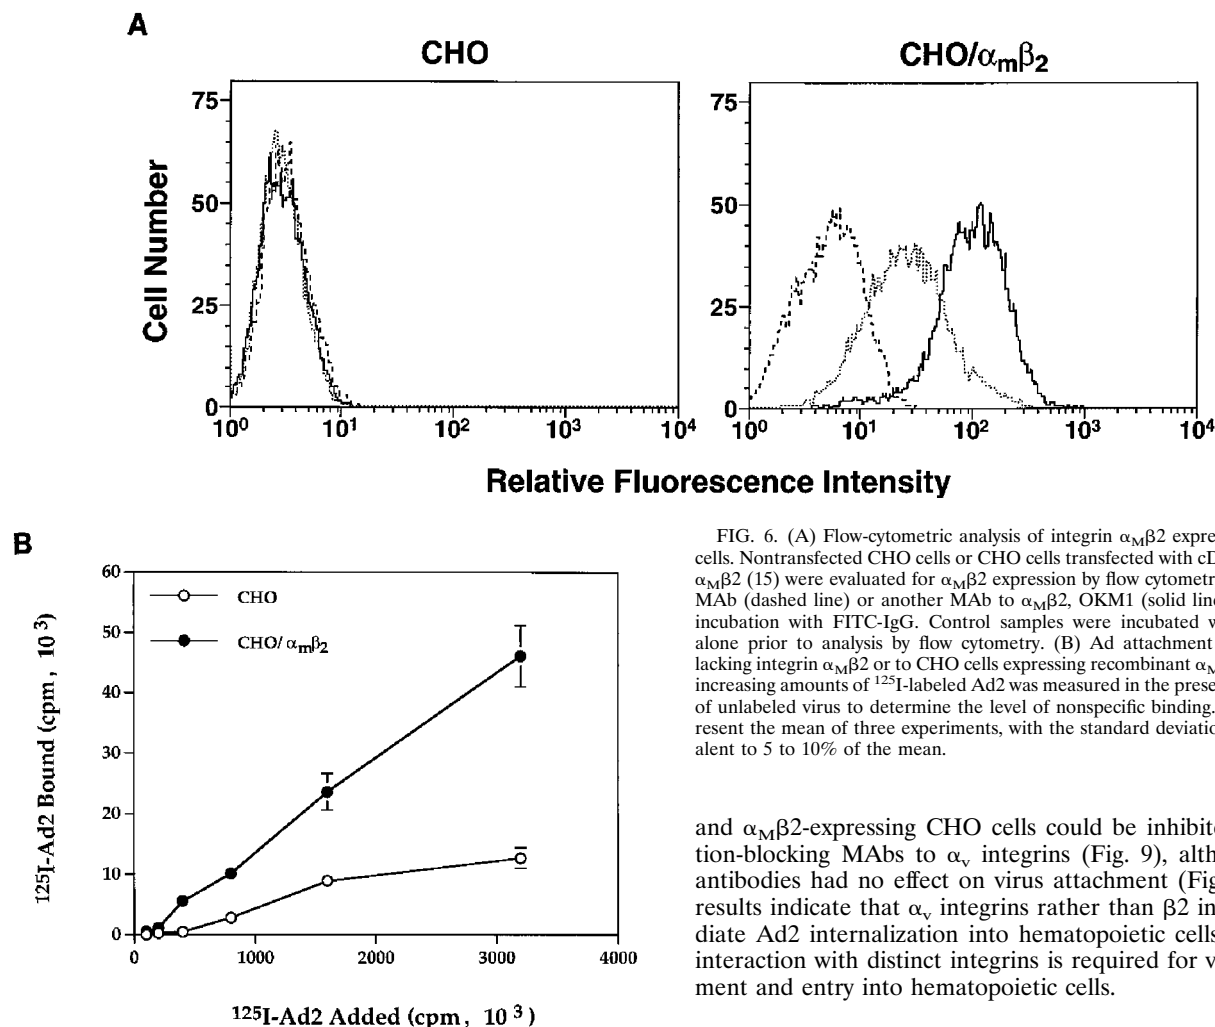 A
CHO
CHO/αmβ2
75
50
25
0
Cell Number
10⁰ 10¹ 10² 10³ 10⁴
75
50
25
0
10⁰ 10¹ 10² 10³ 10⁴
Relative Fluorescence Intensity
B
60
50
40
30
20
10
0
CHO
CHO/ αmβ2
¹²⁵I-Ad2 Bound (cpm, 10³)
0 1000 2000 3000 4000
¹²⁵I-Ad2 Added (cpm, 10³)
FIG. 6. (A) Flow-cytometric analysis of integrin αMβ2 expre
cells. Nontransfected CHO cells or CHO cells transfected with cD
αMβ2 (15) were evaluated for αMβ2 expression by flow cytometr
MAb (dashed line) or another MAb to αMβ2, OKM1 (solid line
incubation with FITC-IgG. Control samples were incubated w
alone prior to analysis by flow cytometry. (B) Ad attachment
lacking integrin αMβ2 or to CHO cells expressing recombinant αM
increasing amounts of ¹²⁵I-labeled Ad2 was measured in the prese
of unlabeled virus to determine the level of nonspecific binding.
resent the mean of three experiments, with the standard deviatio
alent to 5 to 10% of the mean.
and αMβ2-expressing CHO cells could be inhibite
tion-blocking MAbs to αv integrins (Fig. 9), alth
antibodies had no effect on virus attachment (Fig
results indicate that αv integrins rather than β2 in
diate Ad2 internalization into hematopoietic cells
interaction with distinct integrins is required for v
ment and entry into hematopoietic cells.